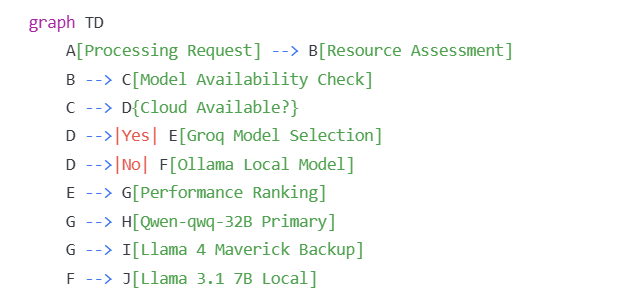 graph TD
A[Processing Request] --> B[Resource Assessment]
B --> C[Model Availability Check]
C --> D{Cloud Available?}
D -->|Yes| E[Groq Model Selection]
D -->|No| F[Ollama Local Model]
E --> G[Performance Ranking]
G --> H[Qwen-qwq-32B Primary]
G --> I[Llama 4 Maverick Backup]
F --> J[Llama 3.1 7B Local]